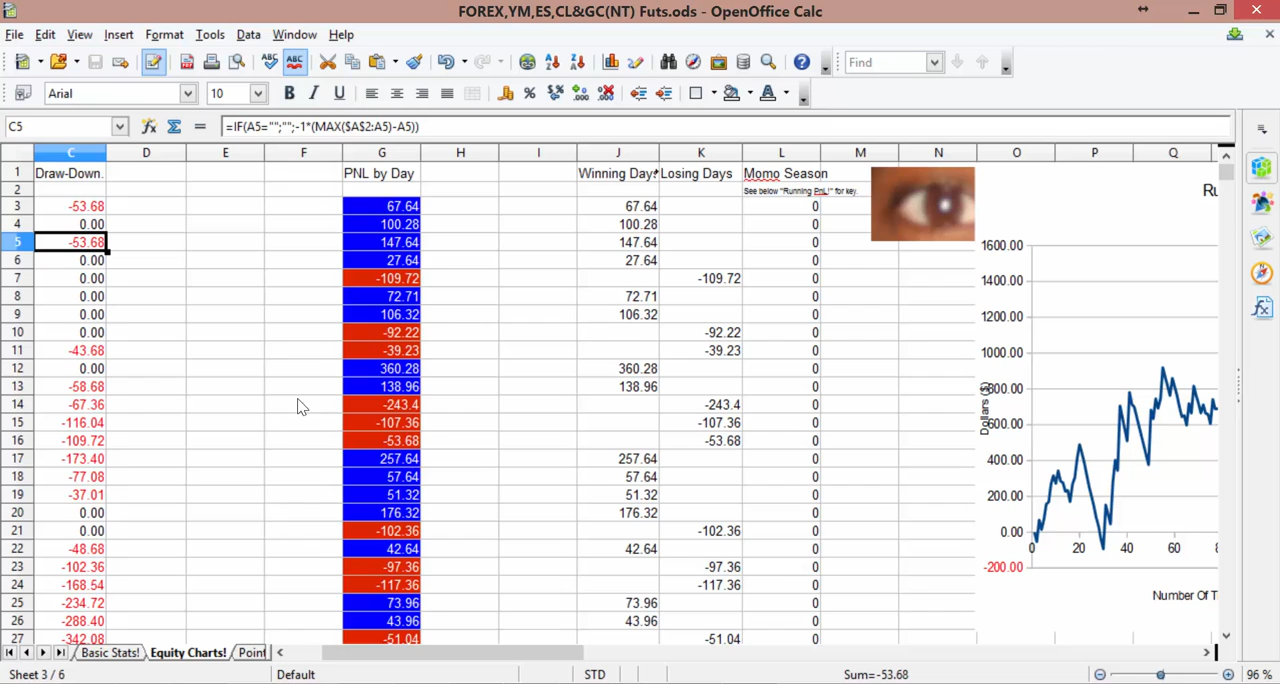 FOREX,YM,ES,CL&GC(NT) Futs.ods - OpenOffice Calc
File Edit View Insert Format Tools Data Window Help
Find
Arial 10
C5 =IF(A5="";"";-1*(MAX($A$2:A5)-A5))
C D E F G H I J K L M N O P Q
1 Draw-Down. PNL by Day Winning Days Losing Days Momo Season
2 See below "Running PnL!" for key.
3 -53.68 67.64 67.64 0
4 0.00 100.28 100.28 0
5 -53.68 147.64 147.64 0
6 0.00 27.64 27.64 0
7 0.00 -109.72 -109.72 0
8 0.00 72.71 72.71 0
9 0.00 106.32 106.32 0
10 0.00 -92.22 -92.22 0
11 -43.68 -39.23 -39.23 0
12 0.00 360.28 360.28 0
13 -58.68 138.96 138.96 0
14 -67.36 -243.4 -243.4 0
15 -116.04 -107.36 -107.36 0
16 -109.72 -53.68 -53.68 0
17 -173.40 257.64 257.64 0
18 -77.08 57.64 57.64 0
19 -37.01 51.32 51.32 0
20 0.00 176.32 176.32 0
21 0.00 -102.36 -102.36 0
22 -48.68 42.64 42.64 0
23 -102.36 -97.36 -97.36 0
24 -168.54 -117.36 -117.36 0
25 -234.72 73.96 73.96 0
26 -288.40 43.96 43.96 0
27 -342.08 -51.04 -51.04 0
Ru
1600.00
1400.00
1200.00
1000.00
800.00
600.00
400.00
200.00
0.00
-200.00
Dollars ($)
0 20 40 60 8
Number Of T
Basic Stats! Equity Charts! Point
Sheet 3 / 6 Default STD Sum=-53.68 96 %